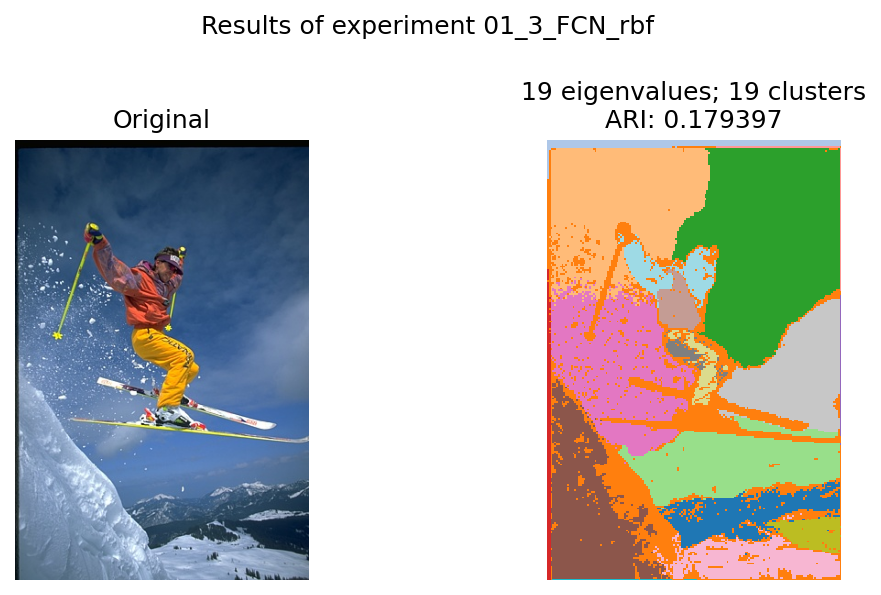 Results of experiment 01_3_FCN_rbf
Original
19 eigenvalues; 19 clusters
ARI: 0.179397